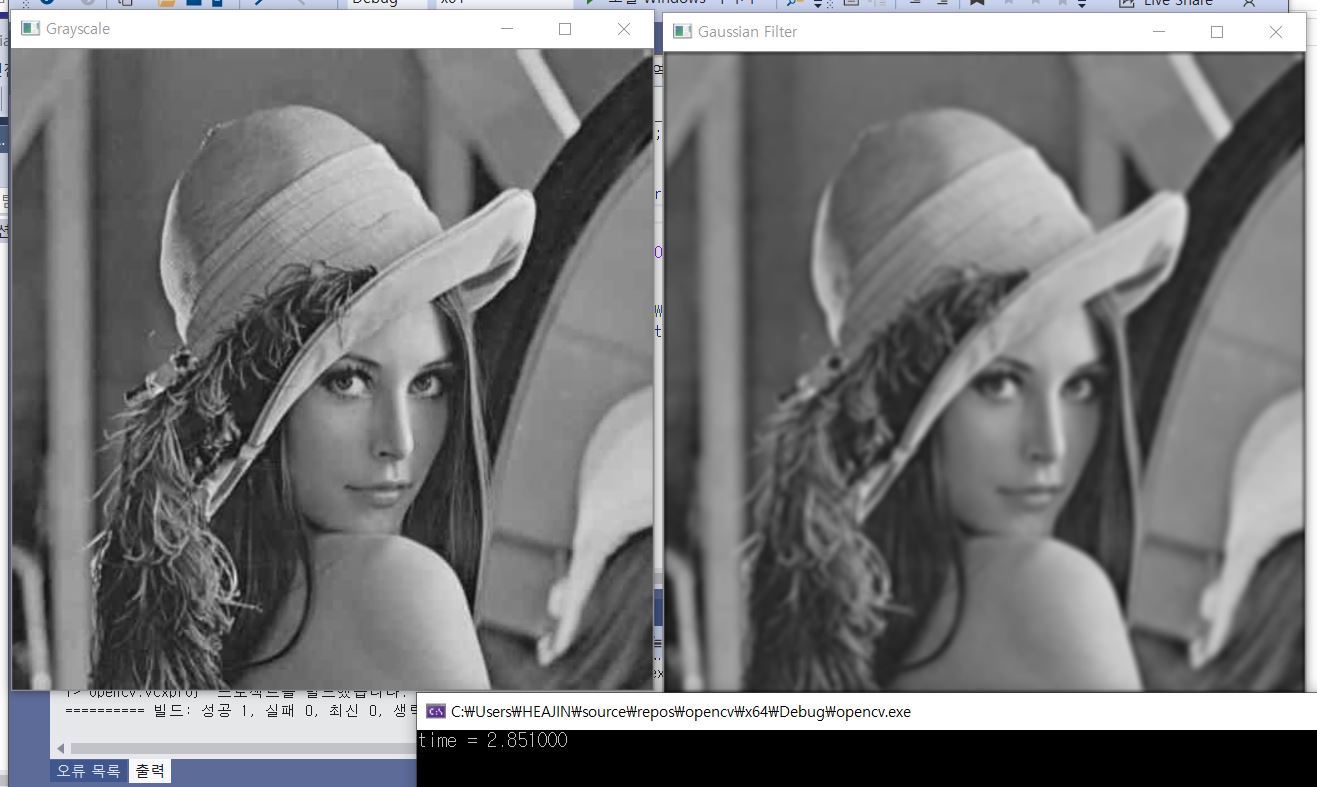 Debug
x64
Live Share
Grayscale
Gaussian Filter
========== 빌드: 성공 1, 실패 0, 최신 0,
C:\Users\HEAJIN\source\repos\opencv\x64\Debug\opencv.exe
time = 2.851000
오류 목록
출력